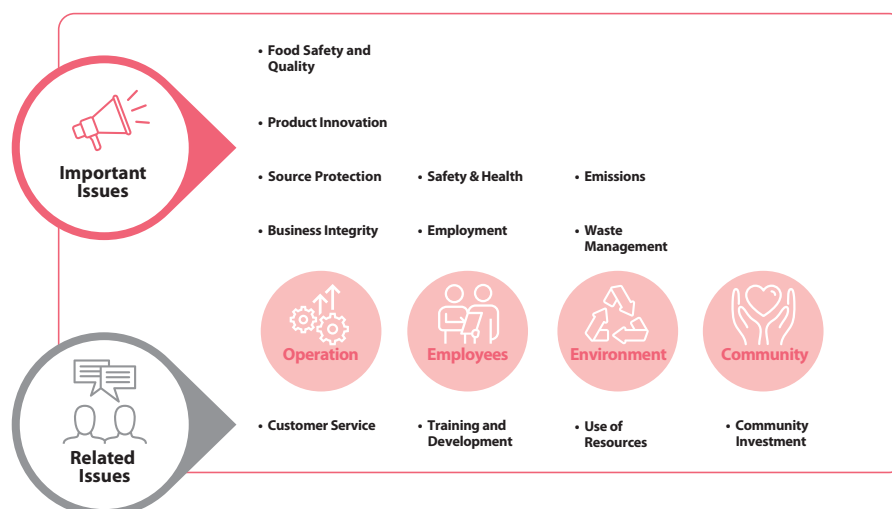 • Food Safety and
Quality
• Product Innovation
Important
Issues
• Source Protection
• Safety & Health
• Emissions
• Business Integrity
• Employment
• Waste
Management
Operation
Employees
Environment
Community
Related
Issues
• Customer Service
• Training and
Development
• Use of
Resources
• Community
Investment